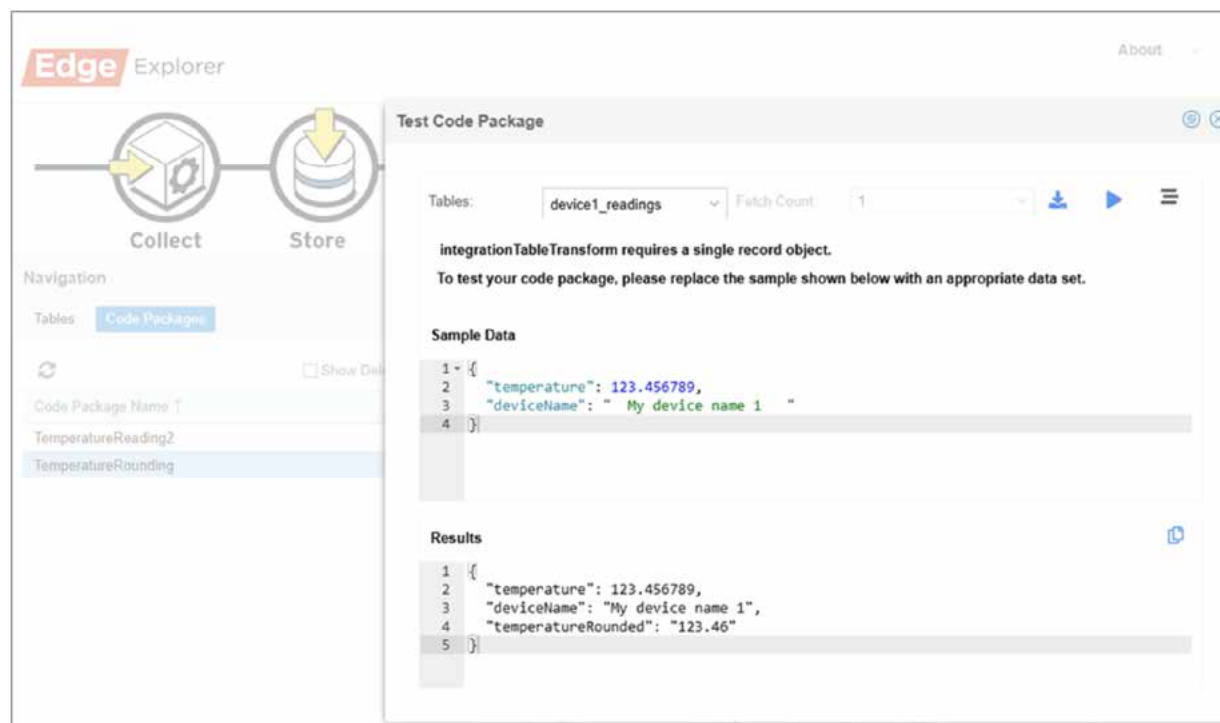 Edge Explorer
About
Test Code Package
Tables:
device1_readings
Fetch Count:
1
Collect
Store
integrationTableTransform requires a single record object.
Navigation
To test your code package, please replace the sample shown below with an appropriate data set.
Tables
Code Packages
Sample Data
1 {
2 "temperature": 123.456789,
3 "deviceName": "  My device name 1   "
4 }
Show
Code Package Name ↑
TemperatureReading2
TemperatureRounding
Results
1 {
2 "temperature": 123.456789,
3 "deviceName": "My device name 1",
4 "temperatureRounded": "123.46"
5 }